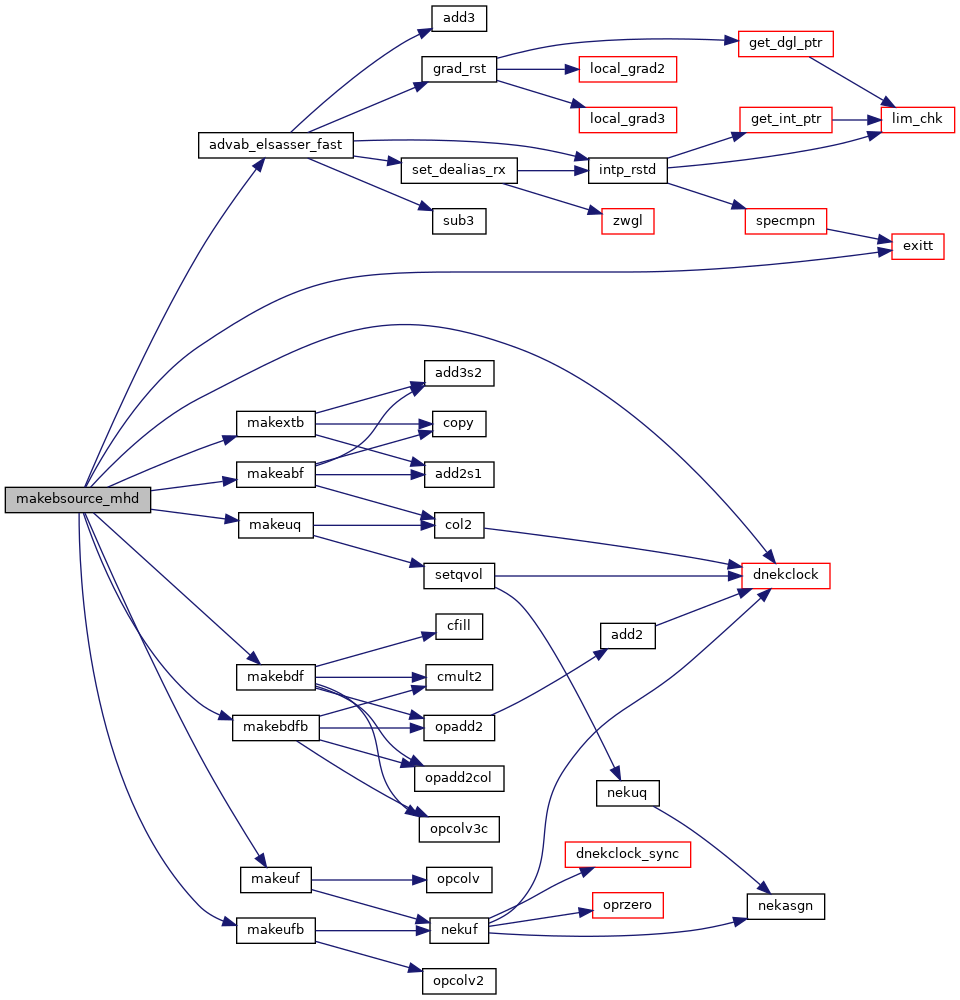 add3
get_dgl_ptr
grad_rst
local_grad2
local_grad3
get_int_ptr
lim_chk
advab_elsasser_fast
set_dealias_rx
intp_rstd
sub3
zwgl
specmpn
exitt
add3s2
makextb
copy
makeabf
add2s1
makebsource_mhd
makeuq
col2
setqvol
dnekclock
cfill
add2
makebdf
cmult2
makebdfb
opadd2
opadd2col
nekuq
opcolv3c
dnekclock_sync
makeuf
opcolv
oprzero
nekasgn
makeufb
nekuf
opcolv2